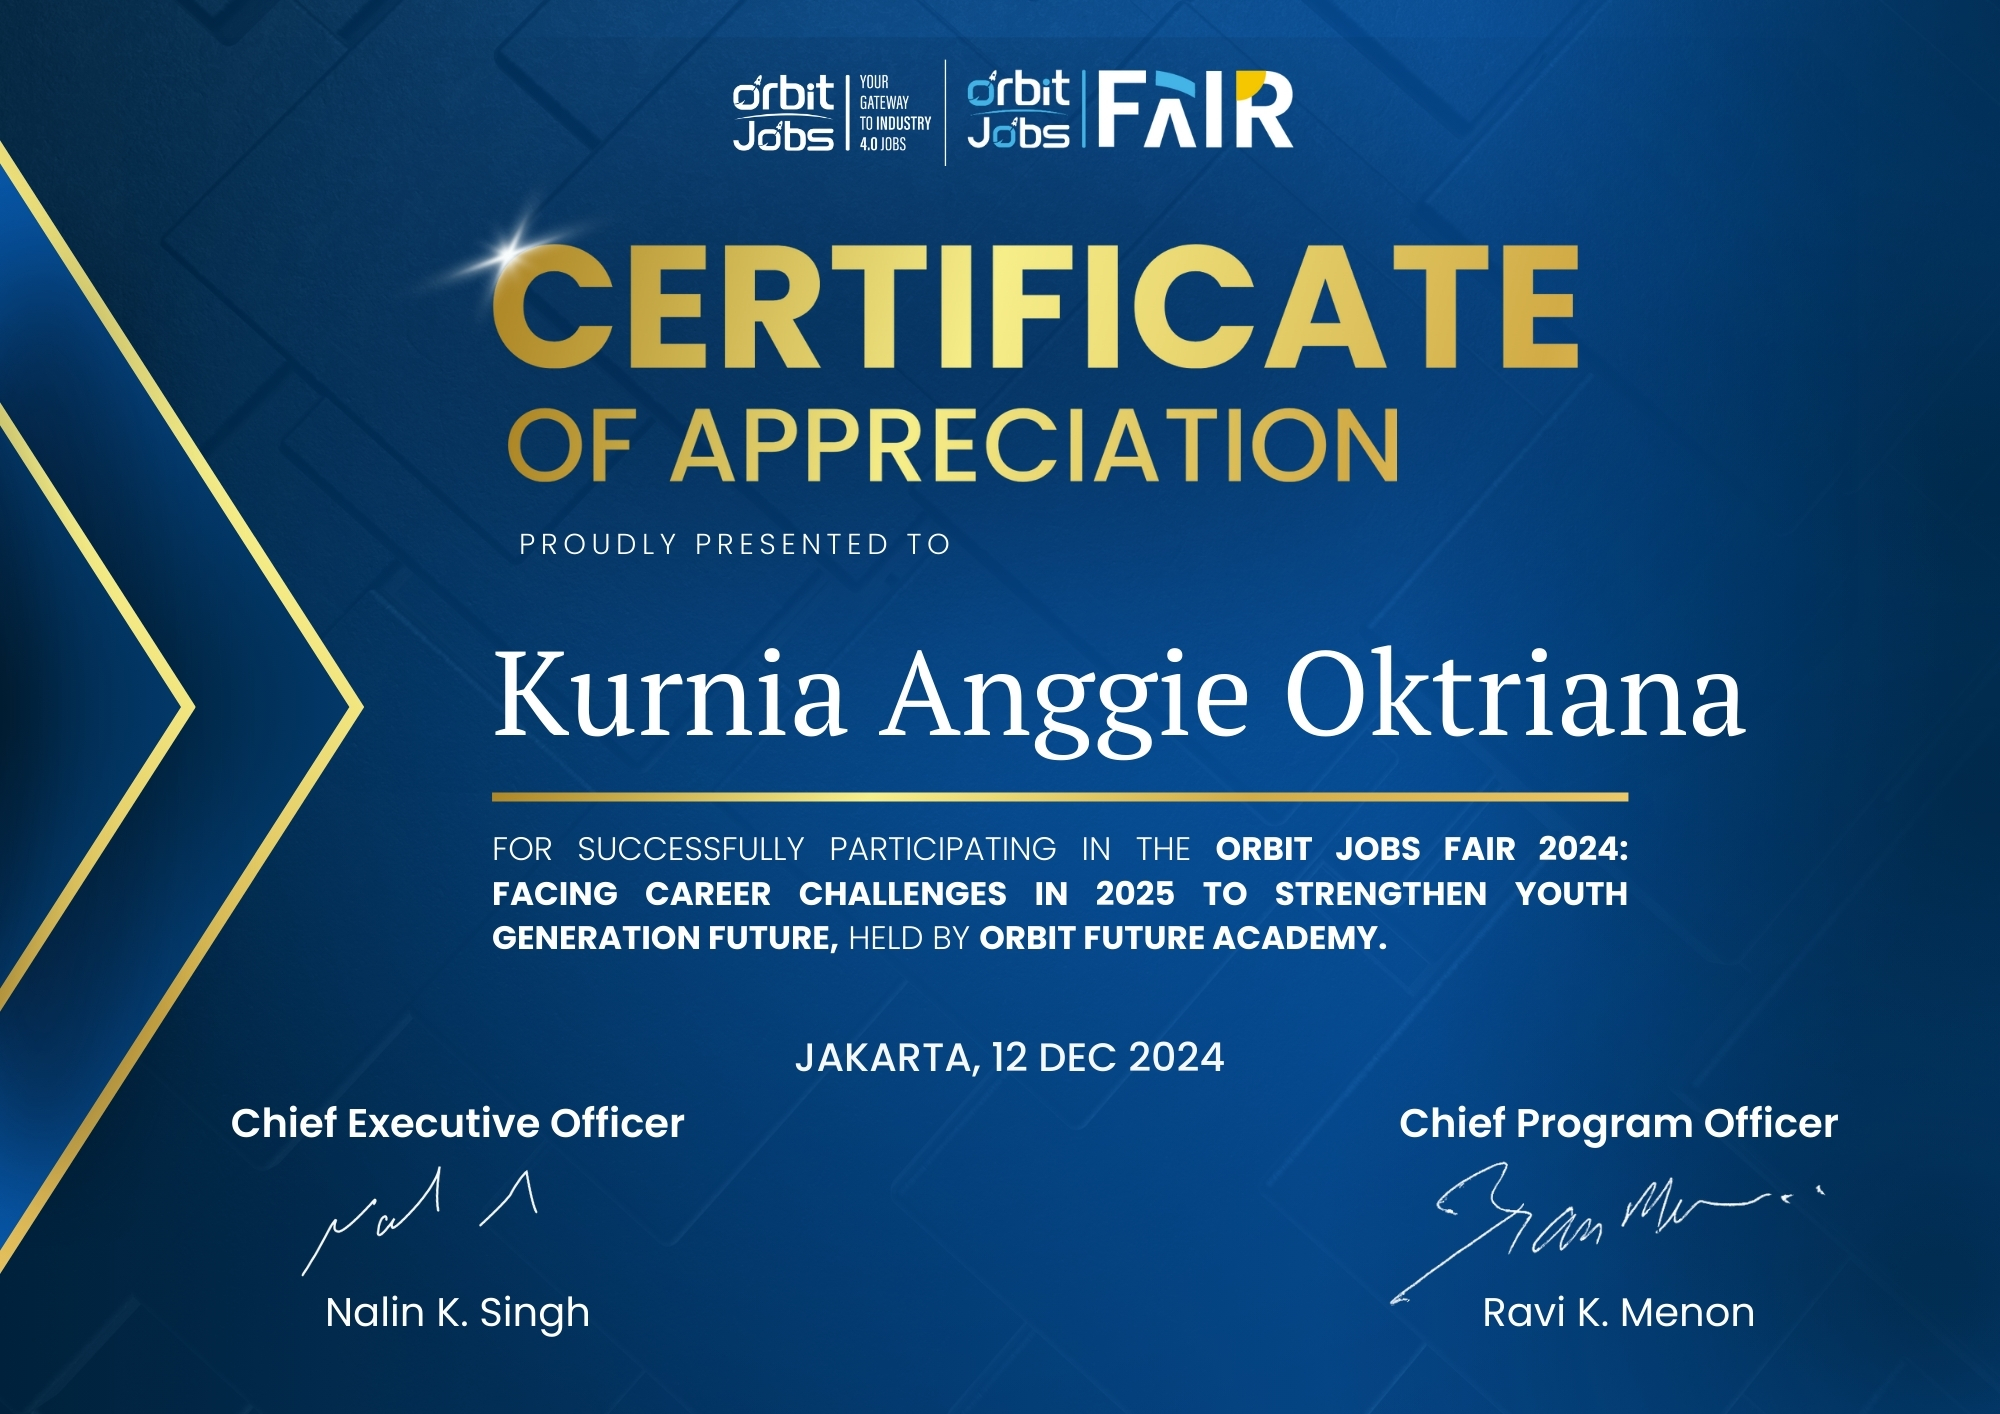 orbit Jobs
YOUR
GATEWAY
TO INDUSTRY
4.0 JOBS
orbit Jobs FAIR
CERTIFICATE
OF APPRECIATION
PROUDLY PRESENTED TO
Kurnia Anggie Oktriana
FOR SUCCESSFULLY PARTICIPATING IN THE ORBIT JOBS FAIR 2024:
FACING CAREER CHALLENGES IN 2025 TO STRENGTHEN YOUTH
GENERATION FUTURE, HELD BY ORBIT FUTURE ACADEMY.
JAKARTA, 12 DEC 2024
Chief Executive Officer
Chief Program Officer
Nalin K. Singh
Ravi K. Menon